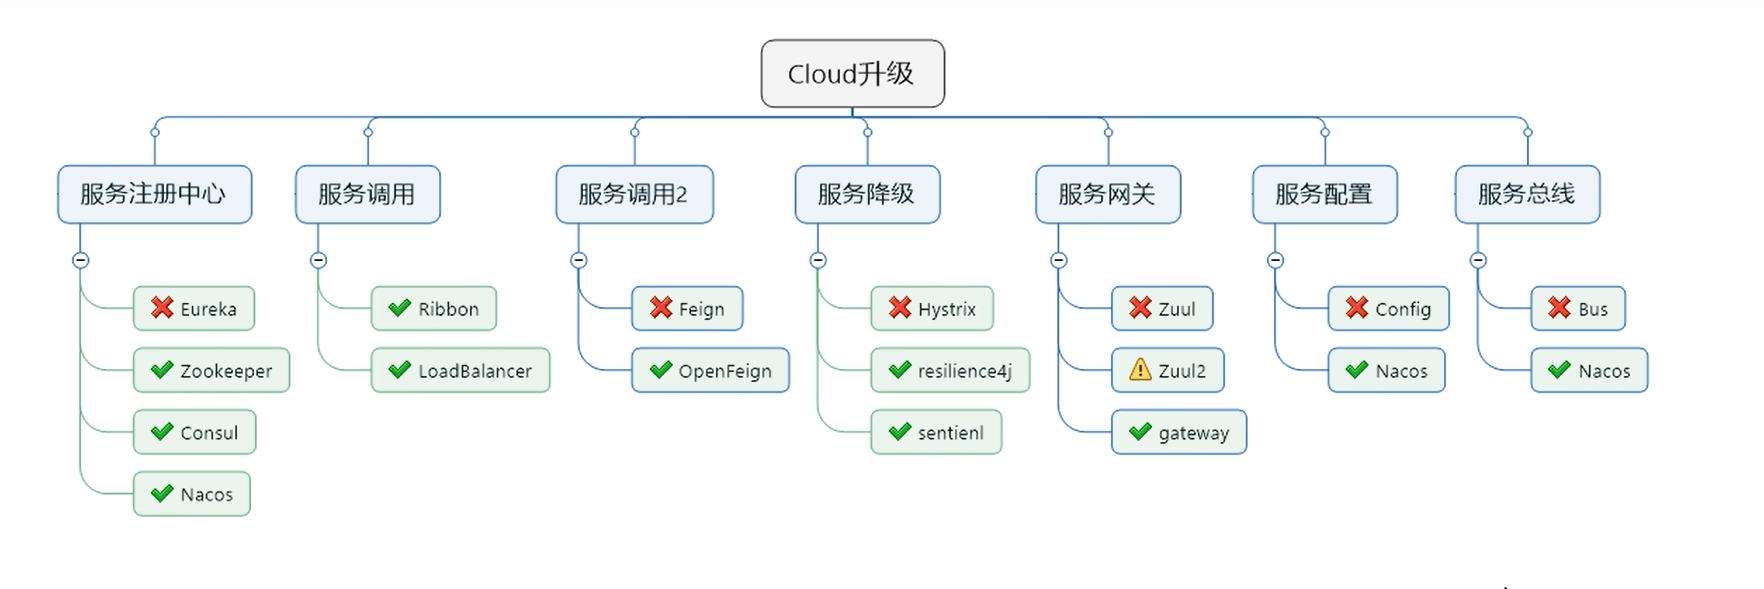 Cloud升级
服务注册中心
Eureka
Zookeeper
Consul
Nacos
服务调用
Ribbon
LoadBalancer
服务调用2
Feign
OpenFeign
服务降级
Hystrix
resilience4j
sentienl
服务网关
Zuul
Zuul2
gateway
服务配置
Config
Nacos
服务总线
Bus
Nacos